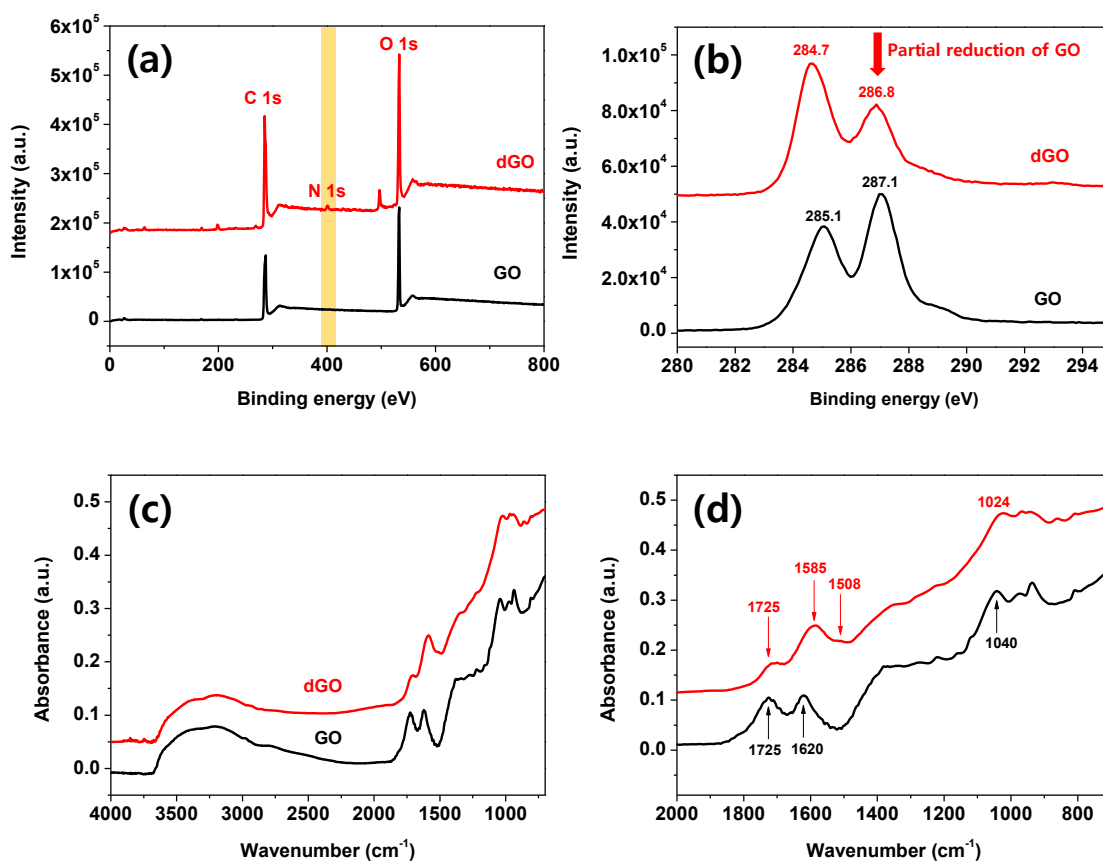 (a)
6x10⁵
5x10⁵
4x10⁵
3x10⁵
2x10⁵
1x10⁵
0
Intensity (a.u.)
C 1s
N 1s
O 1s
dGO
GO
0 200 400 600 800
Binding energy (eV)
(b)
1.0x10⁵
8.0x10⁴
6.0x10⁴
4.0x10⁴
2.0x10⁴
0.0
Intensity (a.u.)
284.7
Partial reduction of GO
286.8
dGO
287.1
285.1
GO
280 282 284 286 288 290 292 294
Binding energy (eV)
(c)
0.5
0.4
0.3
0.2
0.1
0.0
Absorbance (a.u.)
dGO
GO
4000 3500 3000 2500 2000 1500 1000
Wavenumber (cm⁻¹)
(d)
0.5
0.4
0.3
0.2
0.1
0.0
Absorbance (a.u.)
1024
1585
1508
1725
dGO
1040
GO
1725
1620
2000 1800 1600 1400 1200 1000 800
Wavenumber (cm⁻¹)